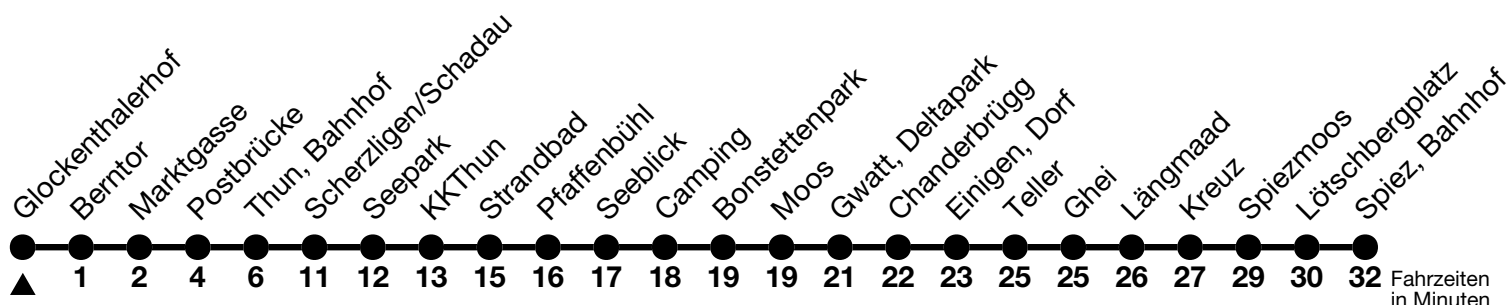 Glockenthalerhof
Berntor
Marktgasse
Postbrücke
Thun, Bahnhof
Scherzligen/Schadau
Seepark
KKThun
Strandbad
Pfaffenbühl
Seeblick
Camping
Bonstettenpark
Moos
Gwatt, Deltapark
Chanderbrügg
Einigen, Dorf
Teller
Ghei
Längmaad
Kreuz
Spiezmoos
Lötschbergplatz
Spiez, Bahnhof
1 2 4 6 11 12 13 15 16 17 18 19 19 21 22 23 25 25 26 27 29 30 32 Fahrzeiten
in Minuten